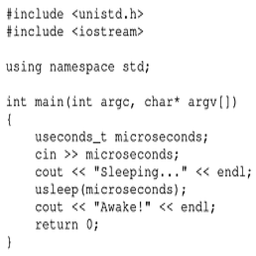 #include <unistd.h>
#include <iostream>
using namespace std;
int main(int argc, char* argv[])
{
    useconds_t microseconds;
    cin >> microseconds;
    cout << "Sleeping..." << endl;
    usleep(microseconds);
    cout << "Awake!" << endl;
    return 0;
}